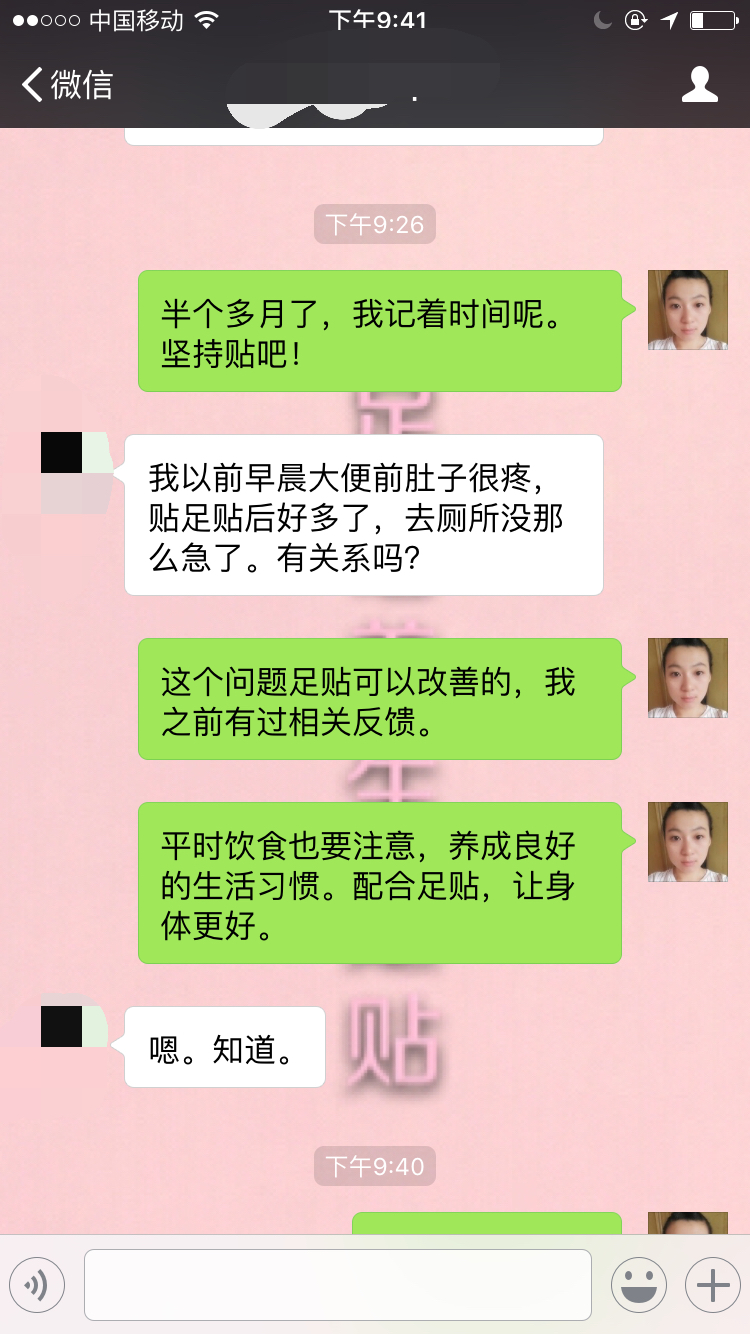 中国移动
下午9:41
微信
下午9:26
半个多月了，我记着时间呢。
坚持贴吧！
我以前早晨大便前肚子很疼，
贴足贴后好多了，去厕所没那
么急了。有关系吗？
这个问题足贴可以改善的，我
之前有过相关反馈。
平时饮食也要注意，养成良好
的生活习惯。配合足贴，让身
体更好。
嗯。知道。
贴
下午9:40